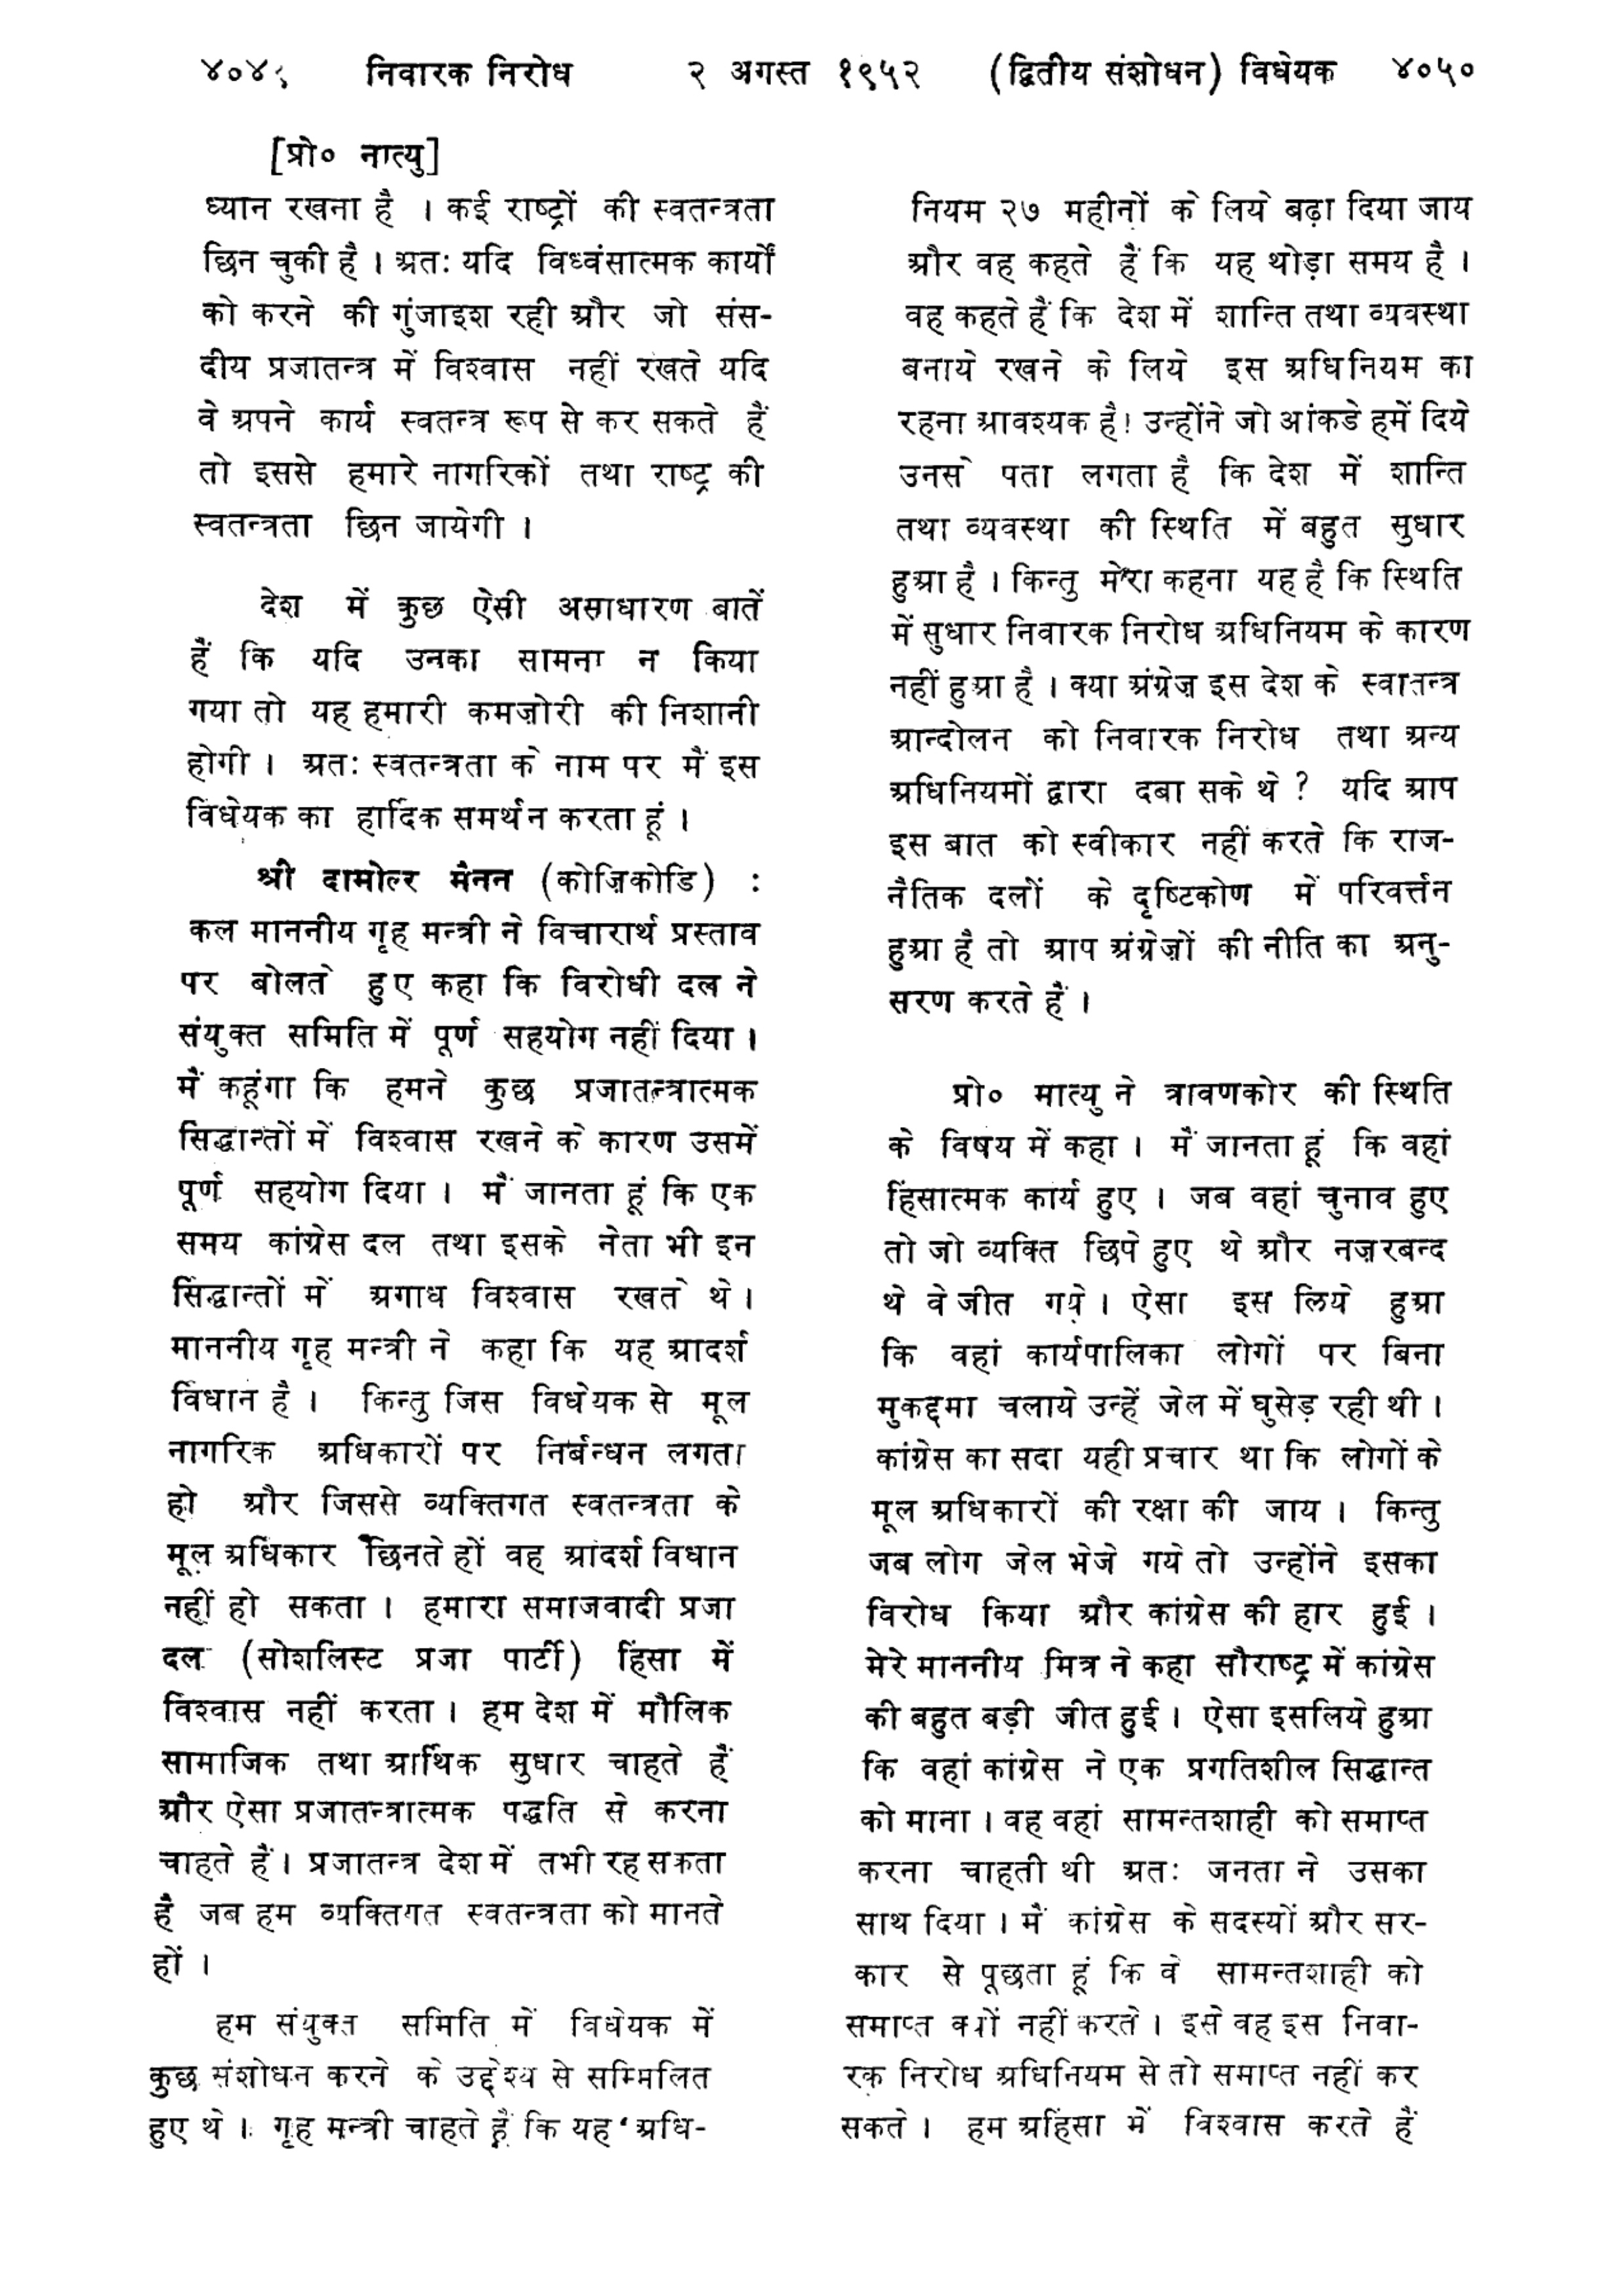 ४०४९ निवारक निरोध २ अगस्त १९५२ (द्वितीय संशोधन) विधेयक ४०५०
[प्रो० नात्यु]
ध्यान रखना है । कई राष्ट्रों की स्वतन्त्रता
छिन चुकी है । अतः यदि विध्वंसात्मक कार्यों
को करने की गुंजाइश रही और जो संस-
दीय प्रजातन्त्र में विश्वास नहीं रखते यदि
वे अपने कार्य स्वतन्त्र रूप से कर सकते हैं
तो इससे हमारे नागरिकों तथा राष्ट्र की
स्वतन्त्रता छिन जायेगी ।
देश में कुछ ऐसी असाधारण बातें
हैं कि यदि उनका सामना न किया
गया तो यह हमारी कमज़ोरी की निशानी
होगी । अतः स्वतन्त्रता के नाम पर मैं इस
विधेयक का हार्दिक समर्थन करता हूं ।
श्री दामोल्र मैनन (कोज़िकोडि) :
कल माननीय गृह मन्त्री ने विचारार्थ प्रस्ताव
पर बोलते हुए कहा कि विरोधी दल ने
संयुक्त समिति में पूर्ण सहयोग नहीं दिया ।
मैं कहूंगा कि हमने कुछ प्रजातन्त्रात्मक
सिद्धान्तों में विश्वास रखने के कारण उसमें
पूर्ण सहयोग दिया । मैं जानता हूं कि एक
समय कांग्रेस दल तथा इसके नेता भी इन
सिद्धान्तों में अगाध विश्वास रखते थे ।
माननीय गृह मन्त्री ने कहा कि यह आदर्श
विधान है । किन्तु जिस विधेयक से मूल
नागरिक अधिकारों पर निर्बन्धन लगता
हो और जिससे व्यक्तिगत स्वतन्त्रता के
मूल अधिकार छिनते हों वह आदर्श विधान
नहीं हो सकता । हमारा समाजवादी प्रजा
दल (सोशलिस्ट प्रजा पार्टी) हिंसा में
विश्वास नहीं करता । हम देश में मौलिक
सामाजिक तथा आर्थिक सुधार चाहते हैं
और ऐसा प्रजातन्त्रात्मक पद्धति से करना
चाहते हैं । प्रजातन्त्र देश में तभी रह सकता
है जब हम व्यक्तिगत स्वतन्त्रता को मानते
हों ।
हम संयुक्त समिति में विधेयक में
कुछ संशोधन करने के उद्देश्य से सम्मिलित
हुए थे । गृह मन्त्री चाहते हैं कि यह अधि-
नियम २७ महीनों के लिये बढ़ा दिया जाय
और वह कहते हैं कि यह थोड़ा समय है ।
वह कहते हैं कि देश में शान्ति तथा व्यवस्था
बनाये रखने के लिये इस अधिनियम का
रहना आवश्यक है! उन्होंने जो आंकडे हमें दिये
उनसे पता लगता है कि देश में शान्ति
तथा व्यवस्था की स्थिति में बहुत सुधार
हुआ है । किन्तु मेरा कहना यह है कि स्थिति
में सुधार निवारक निरोध अधिनियम के कारण
नहीं हुआ है । क्या अंग्रेज़ इस देश के स्वातन्त्र
आन्दोलन को निवारक निरोध तथा अन्य
अधिनियमों द्वारा दबा सके थे ? यदि आप
इस बात को स्वीकार नहीं करते कि राज-
नैतिक दलों के दृष्टिकोण में परिवर्त्तन
हुआ है तो आप अंग्रेज़ों की नीति का अनु-
सरण करते हैं ।
प्रो० मात्यु ने त्रावणकोर की स्थिति
के विषय में कहा । मैं जानता हूं कि वहां
हिंसात्मक कार्य हुए । जब वहां चुनाव हुए
तो जो व्यक्ति छिपे हुए थे और नज़रबन्द
थे वे जीत गये । ऐसा इस लिये हुआ
कि वहां कार्यपालिका लोगों पर बिना
मुकद्दमा चलाये उन्हें जेल में घुसेड़ रही थी ।
कांग्रेस का सदा यही प्रचार था कि लोगों के
मूल अधिकारों की रक्षा की जाय । किन्तु
जब लोग जेल भेजे गये तो उन्होंने इसका
विरोध किया और कांग्रेस की हार हुई ।
मेरे माननीय मित्र ने कहा सौराष्ट्र में कांग्रेस
की बहुत बड़ी जीत हुई । ऐसा इसलिये हुआ
कि वहां कांग्रेस ने एक प्रगतिशील सिद्धान्त
को माना । वह वहां सामन्तशाही को समाप्त
करना चाहती थी अतः जनता ने उसका
साथ दिया । मैं कांग्रेस के सदस्यों और सर-
कार से पूछता हूं कि वे सामन्तशाही को
समाप्त क्यों नहीं करते । इसे वह इस निवा-
रक निरोध अधिनियम से तो समाप्त नहीं कर
सकते । हम अहिंसा में विश्वास करते हैं